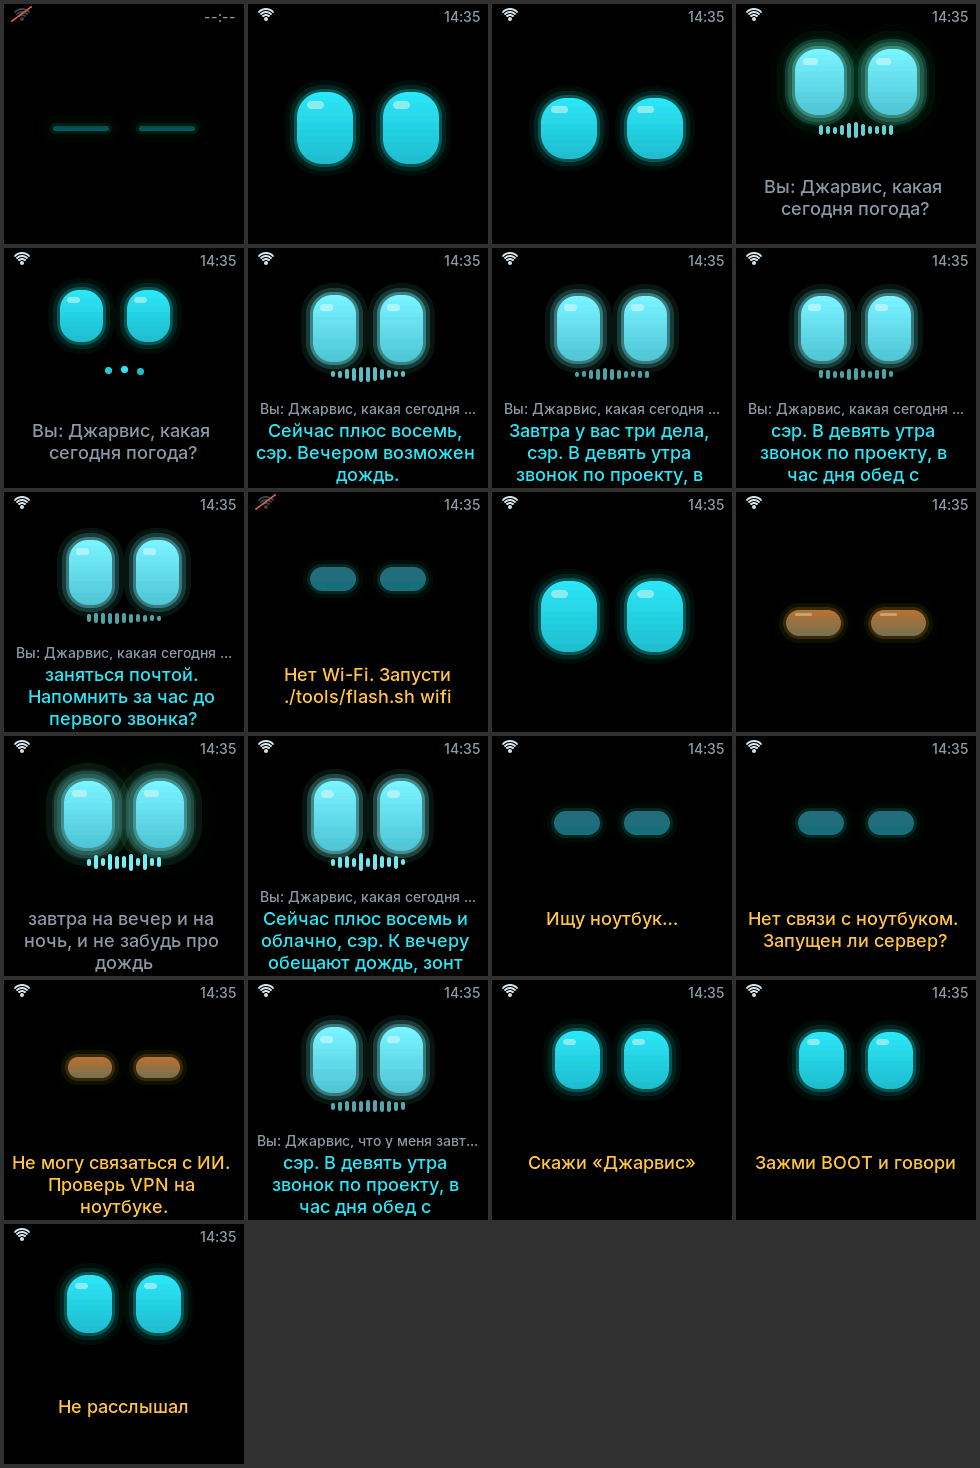 --:--
14:35
14:35
14:35
Вы: Джарвис, какая
сегодня погода?
14:35
Вы: Джарвис, какая
сегодня погода?
14:35
Вы: Джарвис, какая сегодня ...
Сейчас плюс восемь,
сэр. Вечером возможен
дождь.
14:35
Вы: Джарвис, какая сегодня ...
Завтра у вас три дела,
сэр. В девять утра
звонок по проекту, в
14:35
Вы: Джарвис, какая сегодня ...
сэр. В девять утра
звонок по проекту, в
час дня обед с
14:35
Вы: Джарвис, какая сегодня ...
заняться почтой.
Напомнить за час до
первого звонка?
14:35
Нет Wi-Fi. Запусти
./tools/flash.sh wifi
14:35
14:35
14:35
завтра на вечер и на
ночь, и не забудь про
дождь
14:35
Вы: Джарвис, какая сегодня ...
Сейчас плюс восемь и
облачно, сэр. К вечеру
обещают дождь, зонт
14:35
Ищу ноутбук...
14:35
Нет связи с ноутбуком.
Запущен ли сервер?
14:35
Не могу связаться с ИИ.
Проверь VPN на
ноутбуке.
14:35
Вы: Джарвис, что у меня завт...
сэр. В девять утра
звонок по проекту, в
час дня обед с
14:35
Скажи «Джарвис»
14:35
Зажми BOOT и говори
14:35
Не расслышал